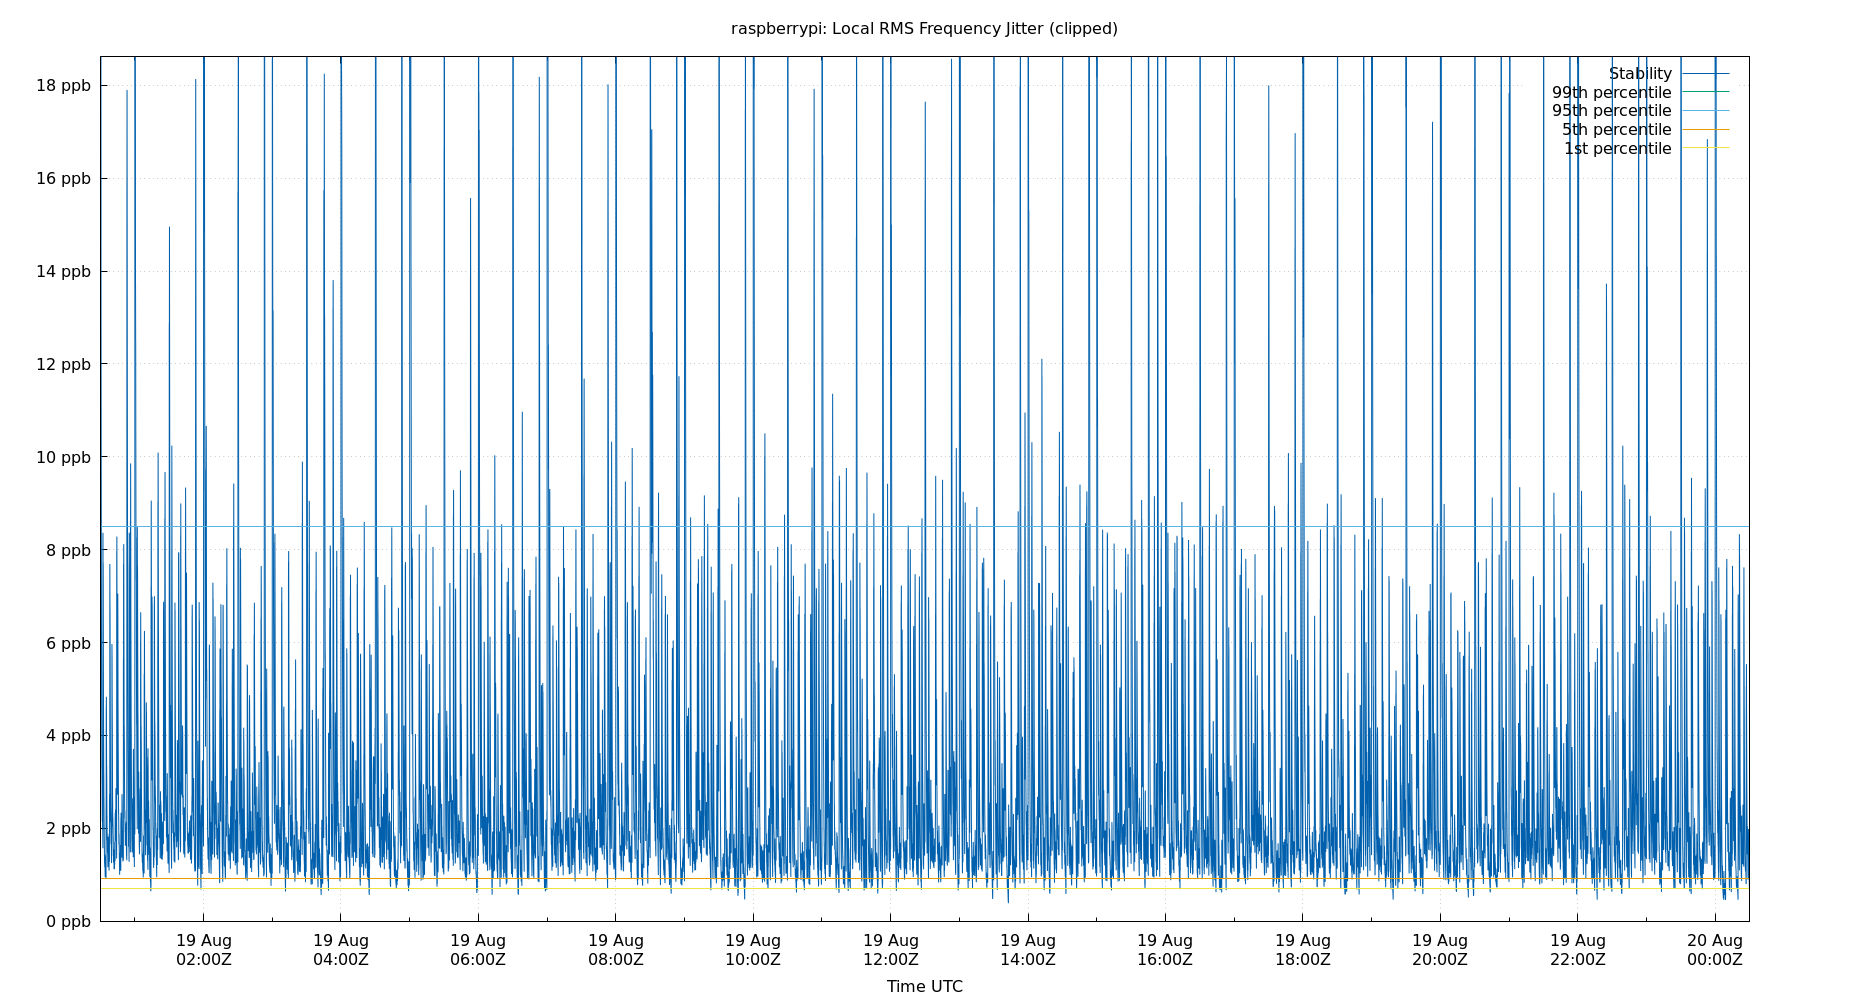 raspberrypi: Local RMS Frequency Jitter (clipped)
Stability
99th percentile
95th percentile
5th percentile
1st percentile
18 ppb
16 ppb
14 ppb
12 ppb
10 ppb
8 ppb
6 ppb
4 ppb
2 ppb
0 ppb
19 Aug 19 Aug 19 Aug 19 Aug 19 Aug 19 Aug 19 Aug 19 Aug 19 Aug 19 Aug 19 Aug 20 Aug
02:00Z 04:00Z 06:00Z 08:00Z 10:00Z 12:00Z 14:00Z 16:00Z 18:00Z 20:00Z 22:00Z 00:00Z
Time UTC